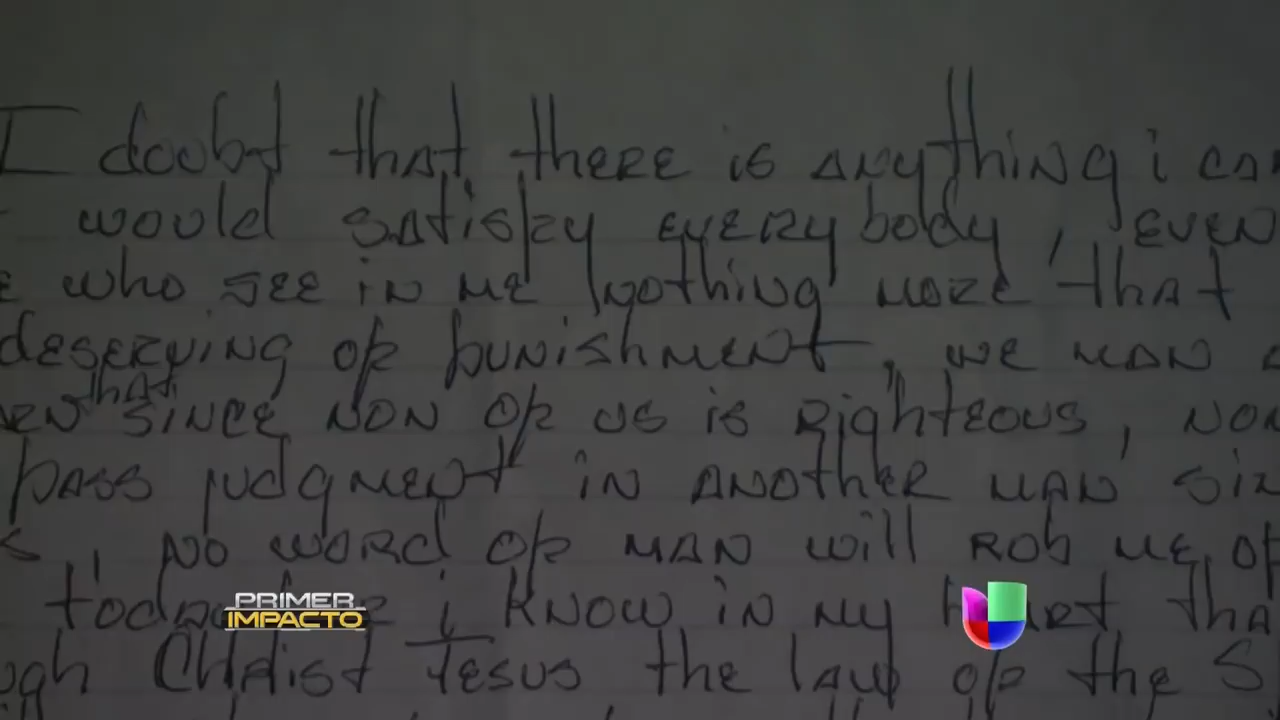 I doubt that there is anything i can
would satisfy everybody, even
who see in me nothing more that
deserving of punishment, we man
that
since non of us is righteous, non
pass judgment in another man sin
, no word of man will rob me of
i know in my that
Christ Jesus the law of the S
PRIMER
IMPACTO